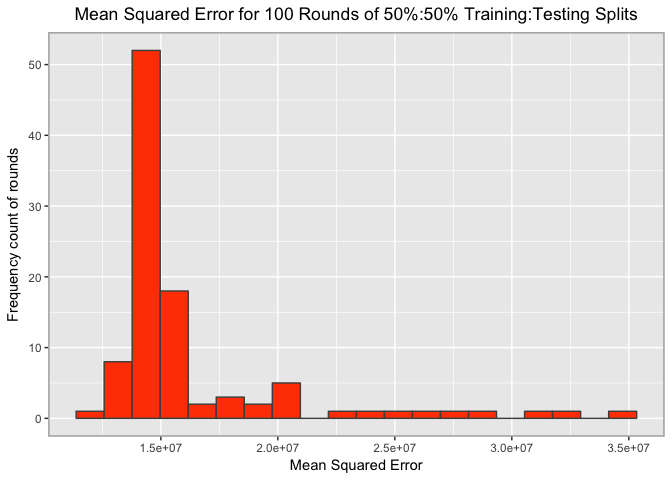 Mean Squared Error for 100 Rounds of 50%:50% Training:Testing Splits
Frequency count of rounds
50
40
30
20
10
0
1.5e+07 2.0e+07 2.5e+07 3.0e+07 3.5e+07
Mean Squared Error